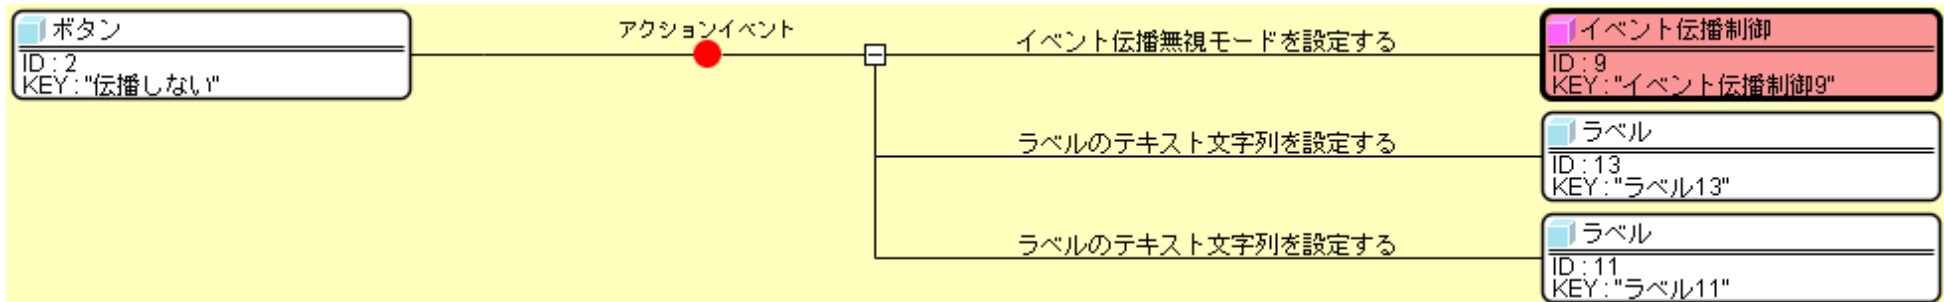 ボタン
ID : 2
KEY : "伝播しない"
アクションイベント
イベント伝播無視モードを設定する
イベント伝播制御
ID : 9
KEY : "イベント伝播制御9"
ラベルのテキスト文字列を設定する
ラベル
ID : 13
KEY : "ラベル13"
ラベルのテキスト文字列を設定する
ラベル
ID : 11
KEY : "ラベル11"